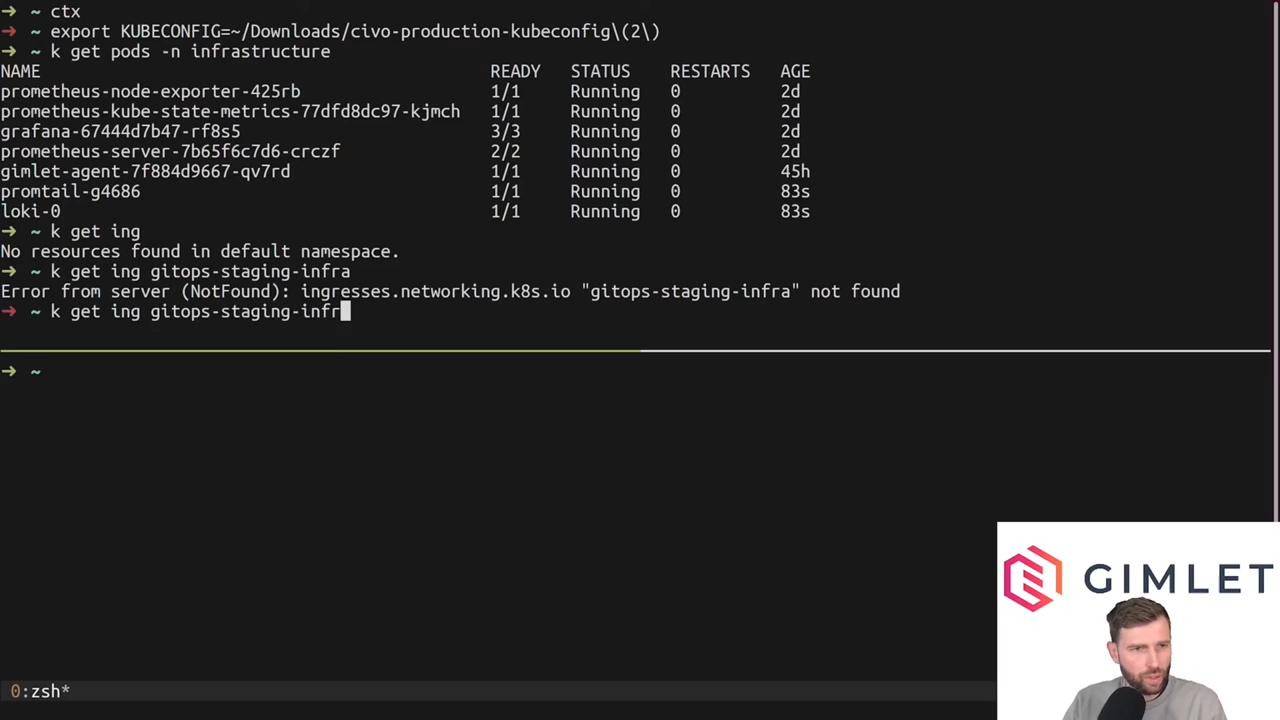 ➜ ~ ctx
➜ ~ export KUBECONFIG=~/Downloads/civo-production-kubeconfig\(2\)
➜ ~ k get pods -n infrastructure
NAME READY STATUS RESTARTS AGE
prometheus-node-exporter-425rb 1/1 Running 0 2d
prometheus-kube-state-metrics-77dfd8dc97-kjmch 1/1 Running 0 2d
grafana-67444d7b47-rf8s5 3/3 Running 0 2d
prometheus-server-7b65f6c7d6-crczf 2/2 Running 0 2d
gimlet-agent-7f884d9667-qv7rd 1/1 Running 0 45h
promtail-g4686 1/1 Running 0 83s
loki-0 1/1 Running 0 83s
➜ ~ k get ing
No resources found in default namespace.
➜ ~ k get ing gitops-staging-infra
Error from server (NotFound): ingresses.networking.k8s.io "gitops-staging-infra" not found
➜ ~ k get ing gitops-staging-infr
➜ ~
GIMLET
0:zsh*